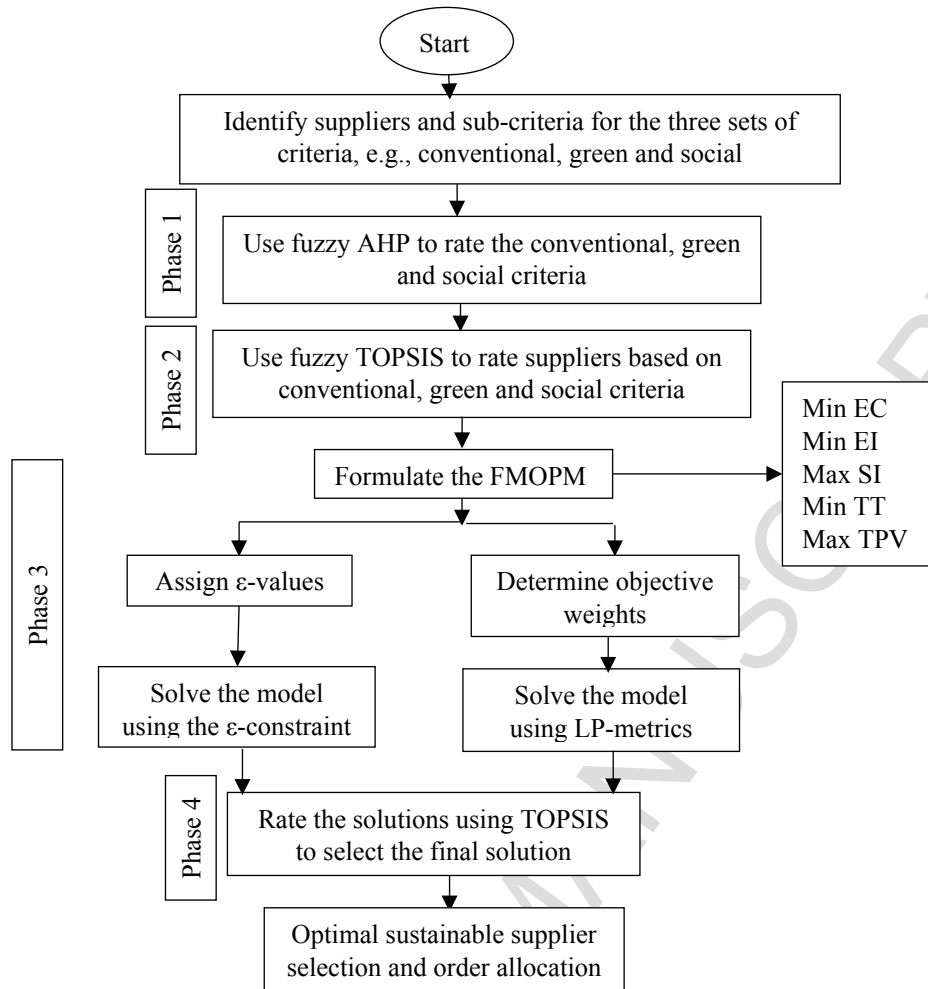 Start
Identify suppliers and sub-criteria for the three sets of
criteria, e.g., conventional, green and social
Phase 1
Use fuzzy AHP to rate the conventional, green
and social criteria
Phase 2
Use fuzzy TOPSIS to rate suppliers based on
conventional, green and social criteria
Min EC
Min EI
Max SI
Min TT
Max TPV
Formulate the FMOPM
Phase 3
Assign ε-values
Determine objective
weights
Solve the model
using the ε-constraint
Solve the model
using LP-metrics
Phase 4
Rate the solutions using TOPSIS
to select the final solution
Optimal sustainable supplier
selection and order allocation